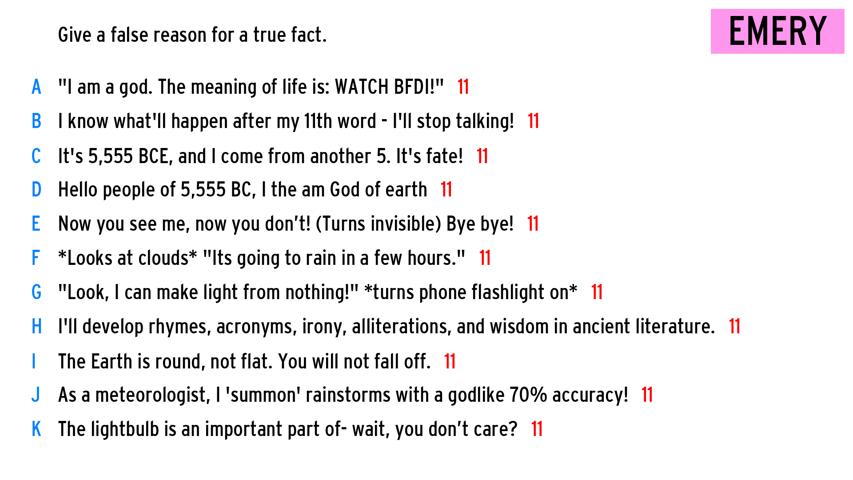 Give a false reason for a true fact.
EMERY
A "I am a god. The meaning of life is: WATCH BFDI!" 11
B I know what'll happen after my 11th word - I'll stop talking! 11
C It's 5,555 BCE, and I come from another 5. It's fate! 11
D Hello people of 5,555 BC, I the am God of earth 11
E Now you see me, now you don’t! (Turns invisible) Bye bye! 11
F *Looks at clouds* "Its going to rain in a few hours." 11
G "Look, I can make light from nothing!" *turns phone flashlight on* 11
H I'll develop rhymes, acronyms, irony, alliterations, and wisdom in ancient literature. 11
I The Earth is round, not flat. You will not fall off. 11
J As a meteorologist, I 'summon' rainstorms with a godlike 70% accuracy! 11
K The lightbulb is an important part of- wait, you don’t care? 11